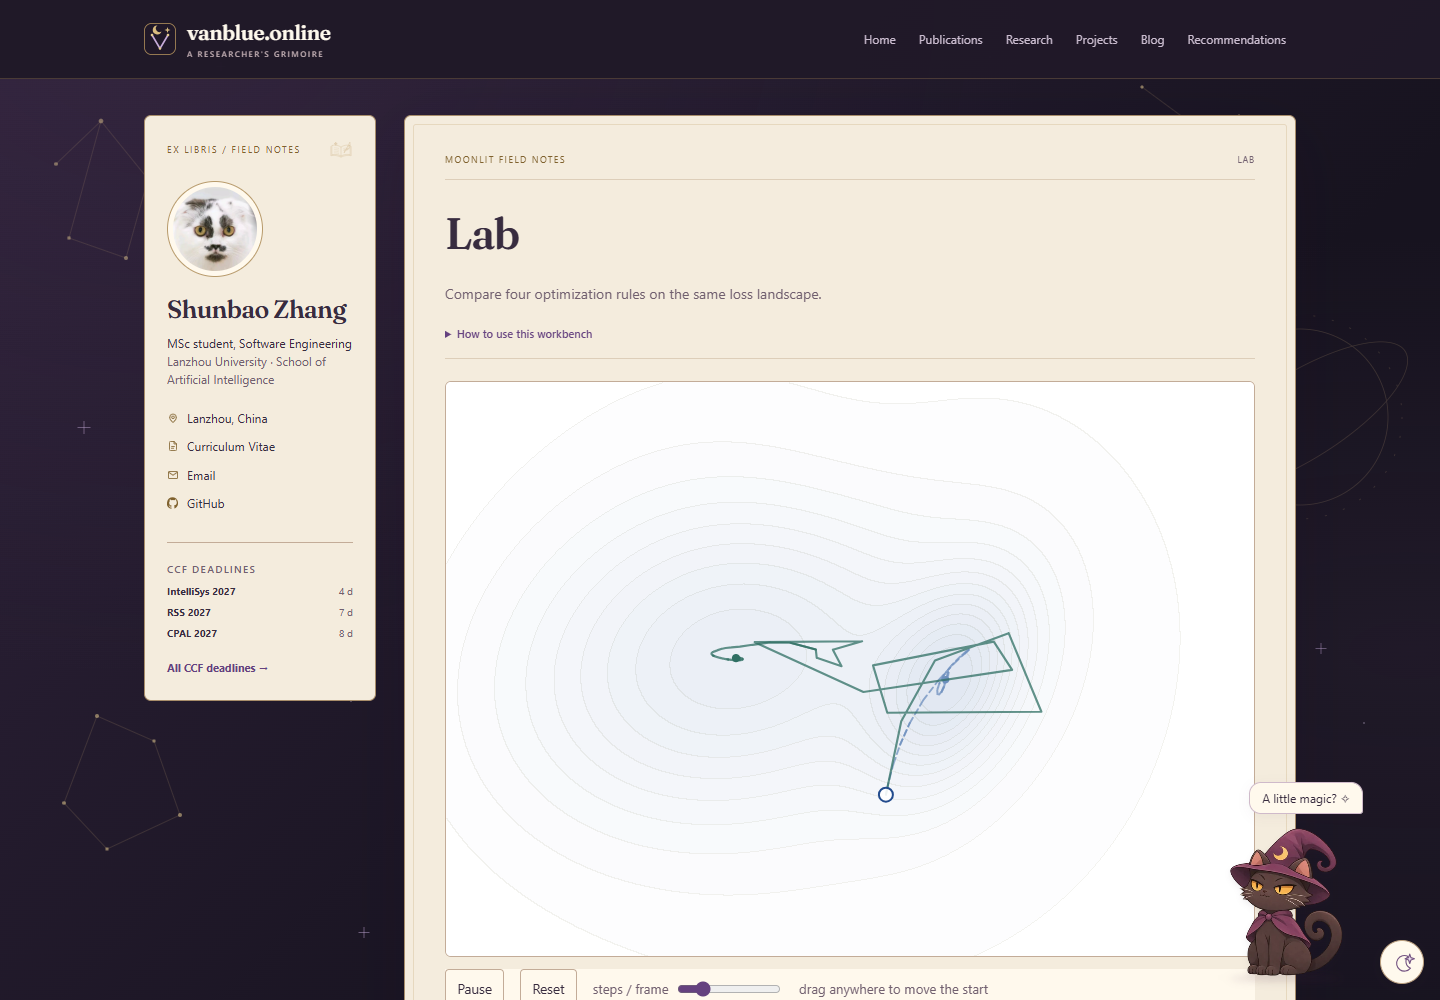 vanblue.online
A RESEARCHER'S GRIMOIRE
Home Publications Research Projects Blog Recommendations
EX LIBRIS / FIELD NOTES
Shunbao Zhang
MSc student, Software Engineering
Lanzhou University · School of
Artificial Intelligence
Lanzhou, China
Curriculum Vitae
Email
GitHub
CCF DEADLINES
IntelliSys 2027 4 d
RSS 2027 7 d
CPAL 2027 8 d
All CCF deadlines →
MOONLIT FIELD NOTES LAB
Lab
Compare four optimization rules on the same loss landscape.
▶ How to use this workbench
Pause Reset steps / frame drag anywhere to move the start
A little magic? ✧